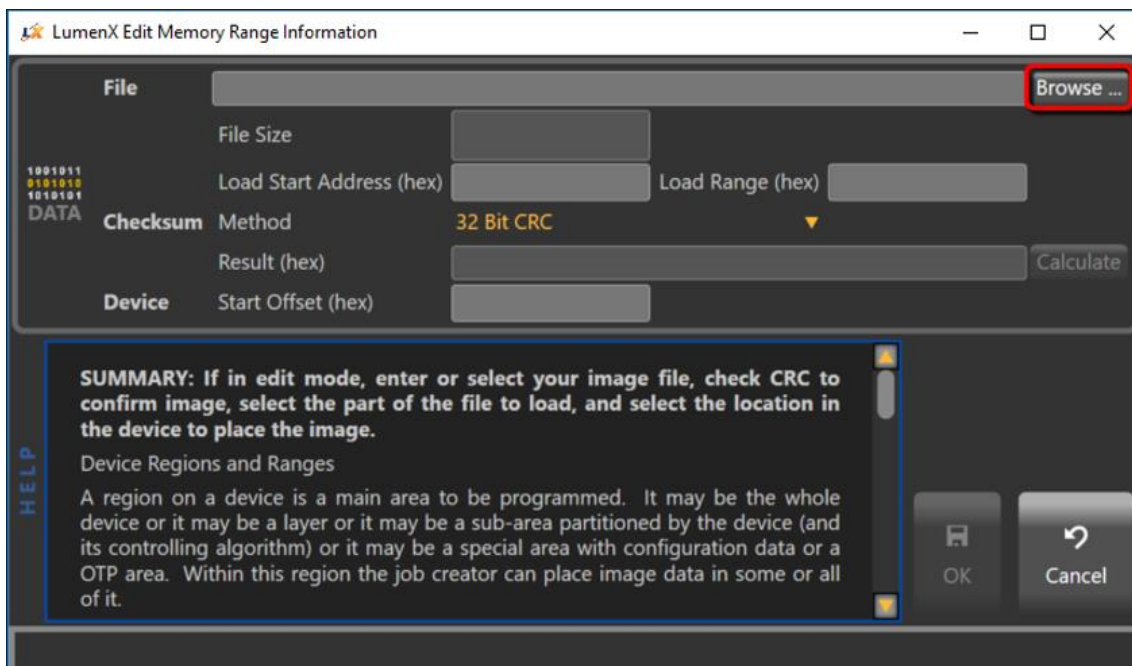 LumenX Edit Memory Range Information
File
Browse ...
File Size
Load Start Address (hex)
Load Range (hex)
1001011
0101010
1010101
DATA
Checksum
Method
32 Bit CRC
Result (hex)
Calculate
Device
Start Offset (hex)
HELP
SUMMARY: If in edit mode, enter or select your image file, check CRC to
confirm image, select the part of the file to load, and select the location in
the device to place the image.
Device Regions and Ranges
A region on a device is a main area to be programmed. It may be the whole
device or it may be a layer or it may be a sub-area partitioned by the device (and
its controlling algorithm) or it may be a special area with configuration data or a
OTP area. Within this region the job creator can place image data in some or all
of it.
OK
Cancel